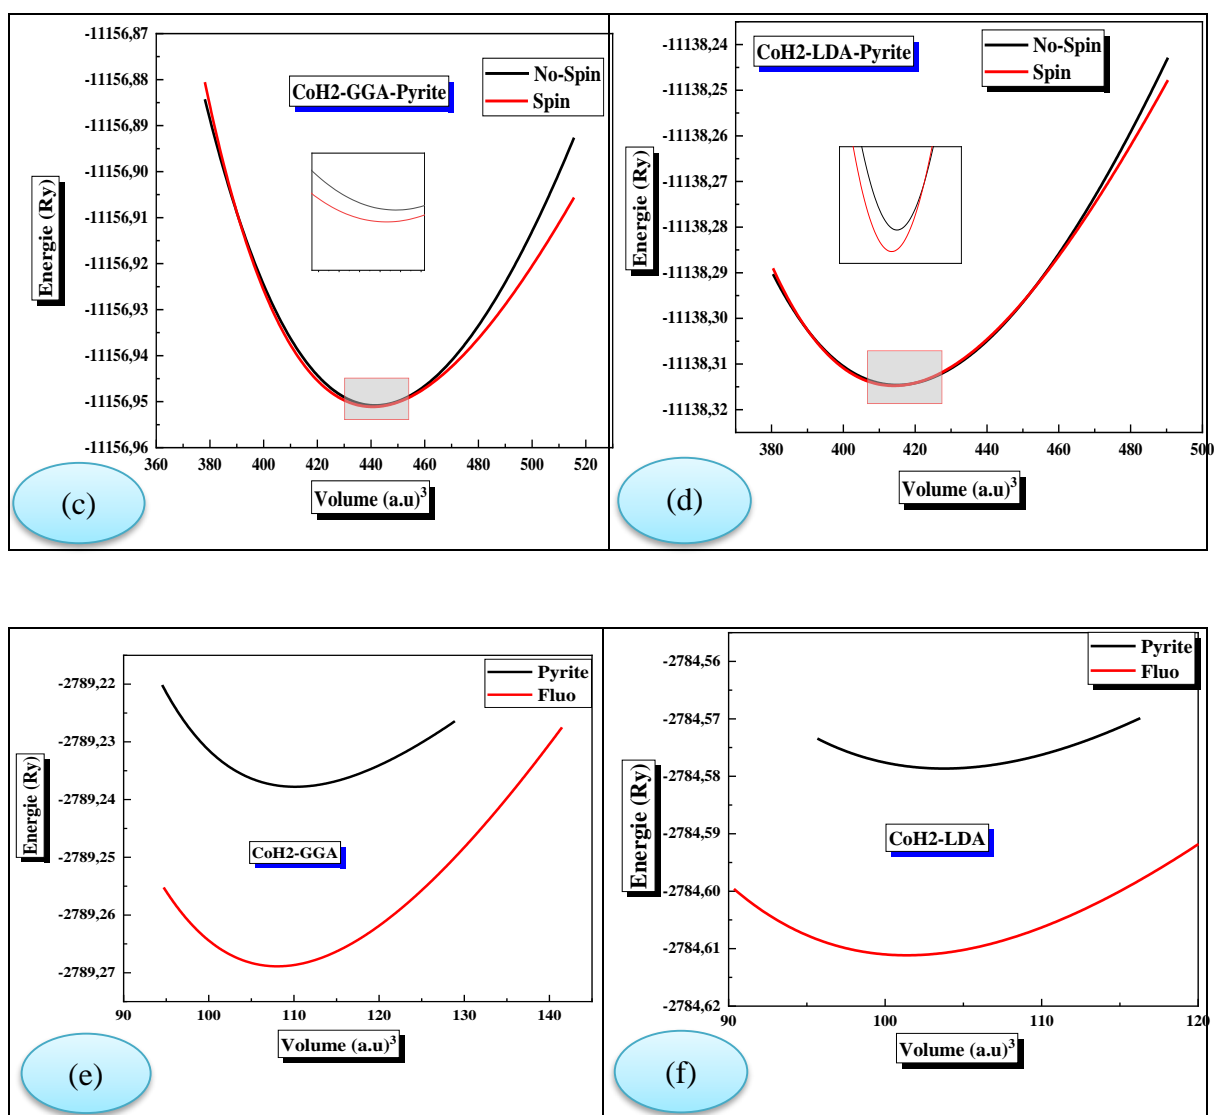 -11156,87
-11156,88
-11156,89
-11156,90
-11156,91
-11156,92
-11156,93
-11156,94
-11156,95
-11156,96
360 380 400 420 440 460 480 500 520
Energie (Ry)
Volume (a.u)³
CoH2-GGA-Pyrite
No-Spin
Spin
(c)
-11138,24
-11138,25
-11138,26
-11138,27
-11138,28
-11138,29
-11138,30
-11138,31
-11138,32
380 400 420 440 460 480 500
Energie (Ry)
Volume (a.u)³
CoH2-LDA-Pyrite
No-Spin
Spin
(d)
-2789,22
-2789,23
-2789,24
-2789,25
-2789,26
-2789,27
90 100 110 120 130 140
Energie (Ry)
Volume (a.u)³
CoH2-GGA
Pyrite
Fluo
(e)
-2784,56
-2784,57
-2784,58
-2784,59
-2784,60
-2784,61
-2784,62
90 100 110 120
Energie (Ry)
Volume (a.u)³
CoH2-LDA
Pyrite
Fluo
(f)